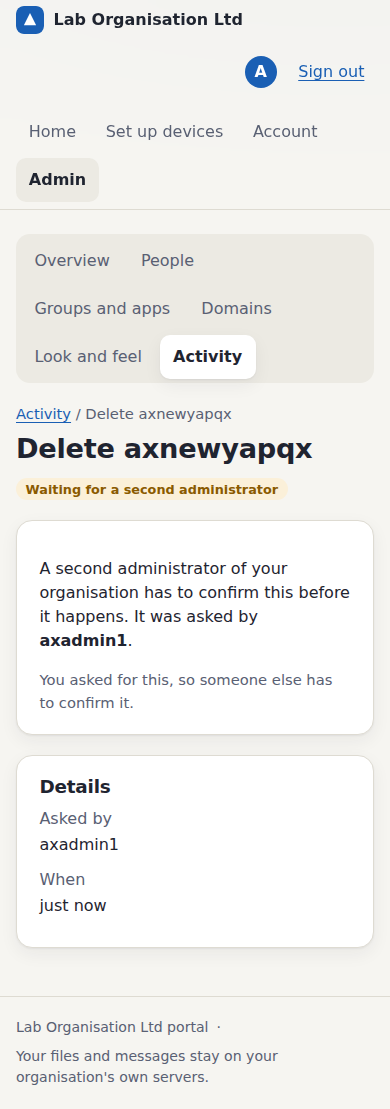 Lab Organisation Ltd
A Sign out
Home Set up devices Account
Admin
Overview People
Groups and apps Domains
Look and feel Activity
Activity / Delete axnewyapqx
Delete axnewyapqx
Waiting for a second administrator
A second administrator of your
organisation has to confirm this before
it happens. It was asked by
axadmin1.
You asked for this, so someone else has
to confirm it.
Details
Asked by
axadmin1
When
just now
Lab Organisation Ltd portal ·
Your files and messages stay on your
organisation's own servers.